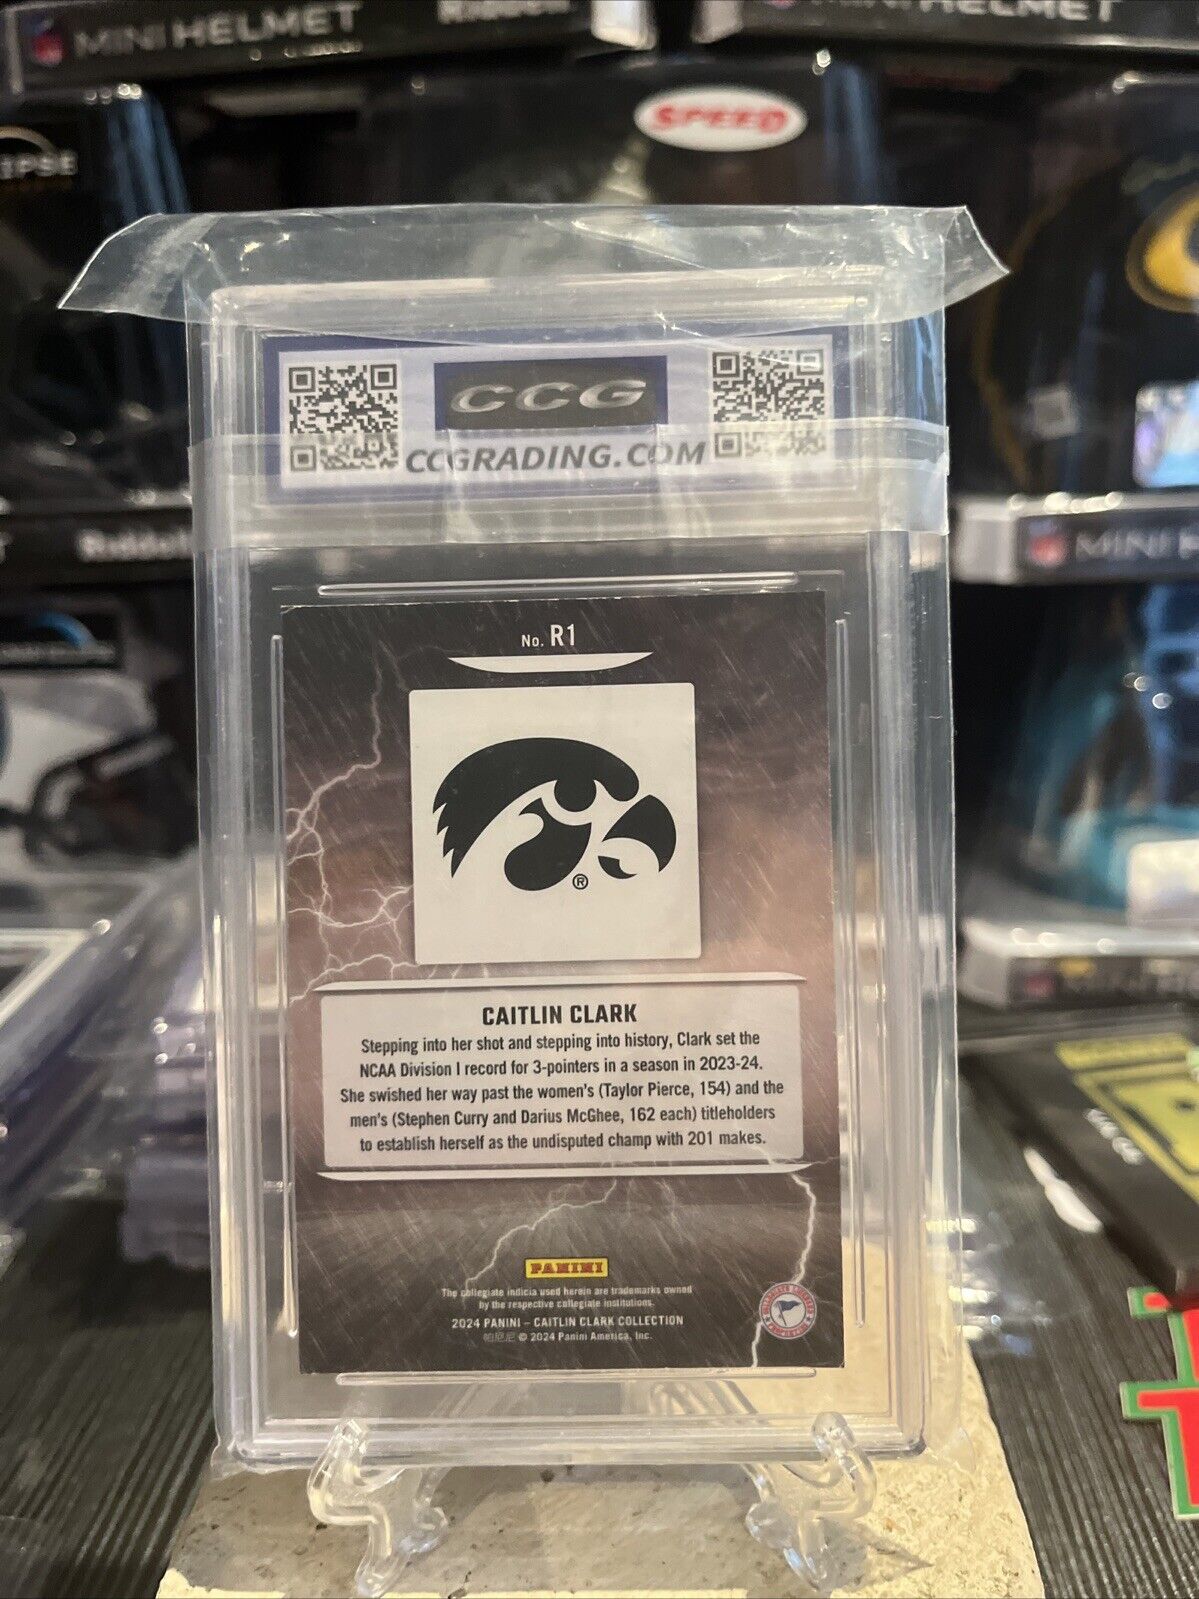 MINI HELMET
Riddell
MINI HELMET
SPEED
IPSE
CCG
CCGRADING.COM
Riddell
MINI H
No. R1
®
CAITLIN CLARK
Stepping into her shot and stepping into history, Clark set the
NCAA Division I record for 3-pointers in a season in 2023-24.
She swished her way past the women's (Taylor Pierce, 154) and the
men's (Stephen Curry and Darius McGhee, 162 each) titleholders
to establish herself as the undisputed champ with 201 makes.
PANINI
The collegiate indicia used herein are trademarks owned
by the respective collegiate institutions.
2024 PANINI – CAITLIN CLARK COLLECTION
帕尼尼 © 2024 Panini America, Inc.
MINI H